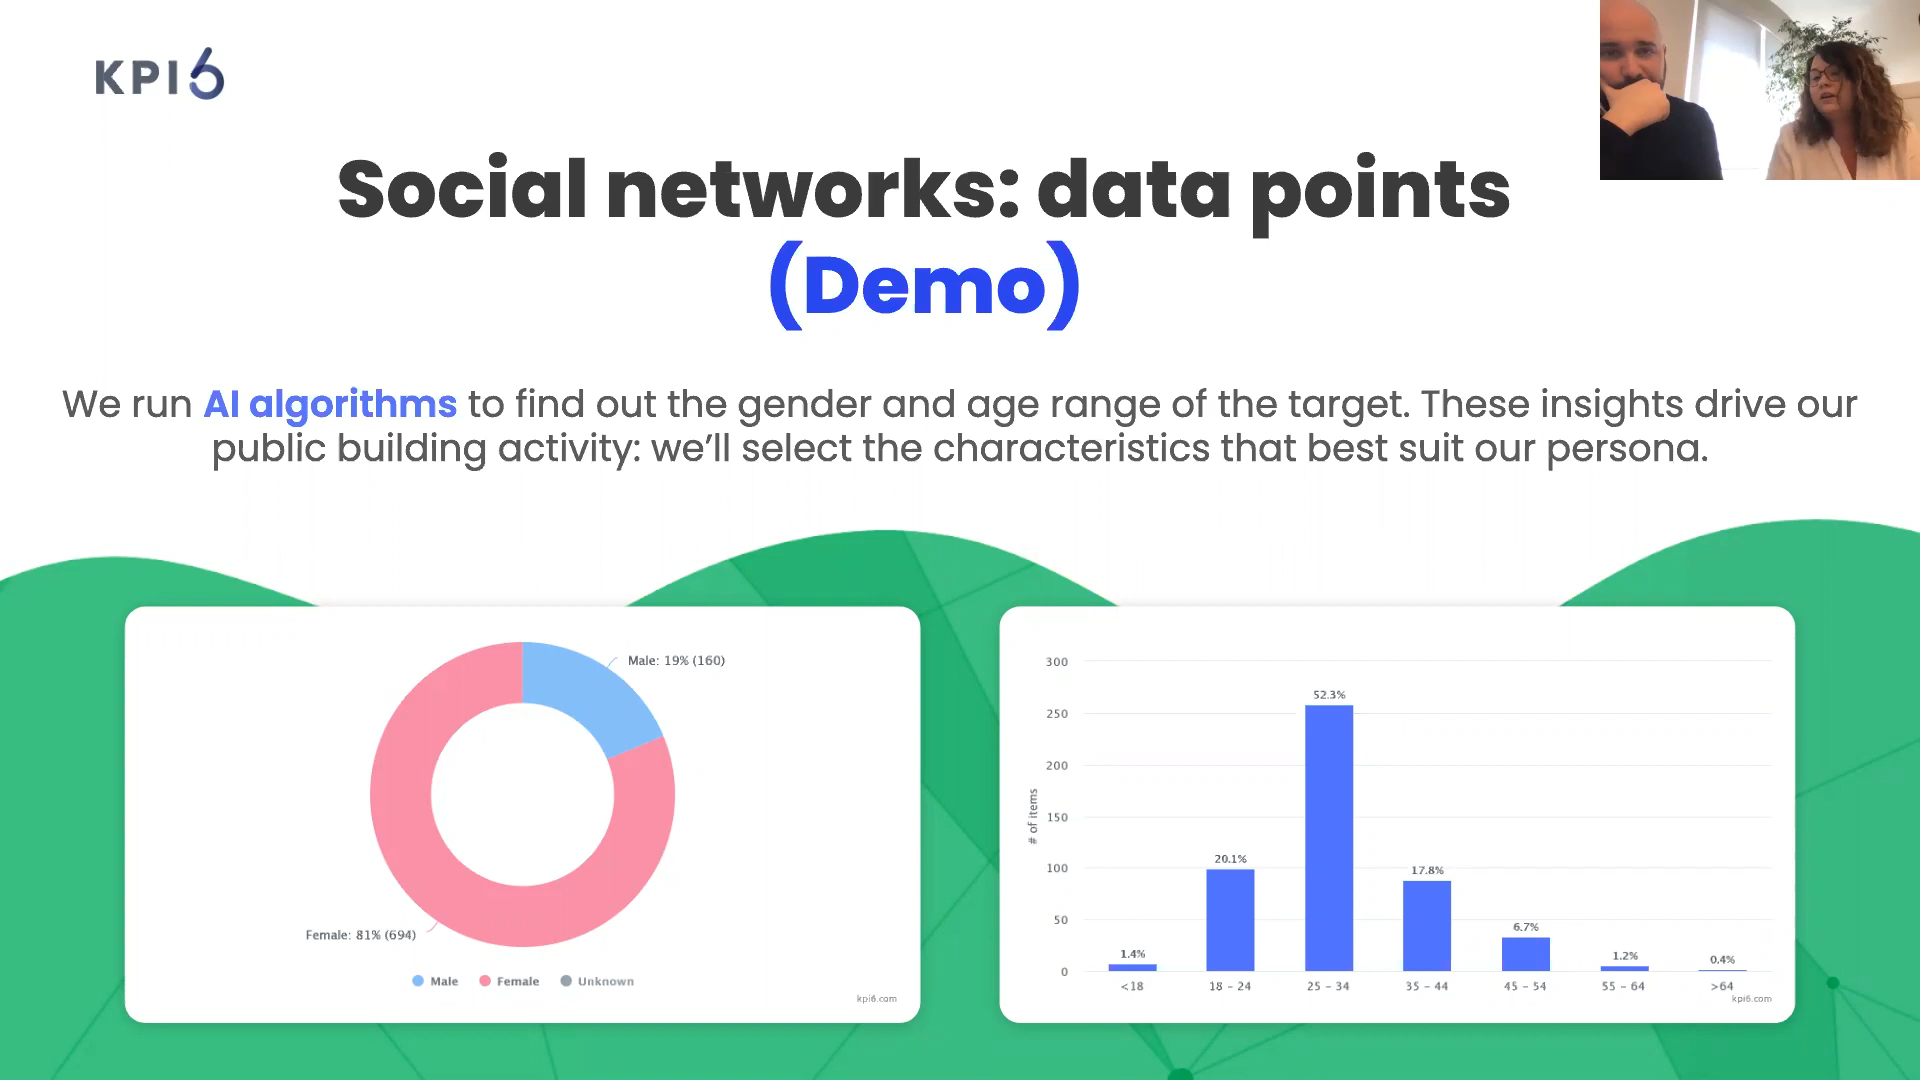 KPI6
Social networks: data points
(Demo)
We run AI algorithms to find out the gender and age range of the target. These insights drive our
public building activity: we’ll select the characteristics that best suit our persona.
Male: 19% (160)
Female: 81% (694)
Male Female Unknown
kpi6.com
300
250
200
150
100
50
0
# of items
1.4%
20.1%
52.3%
17.8%
6.7%
1.2%
0.4%
<18 18 - 24 25 - 34 35 - 44 45 - 54 55 - 64 >64
kpi6.com